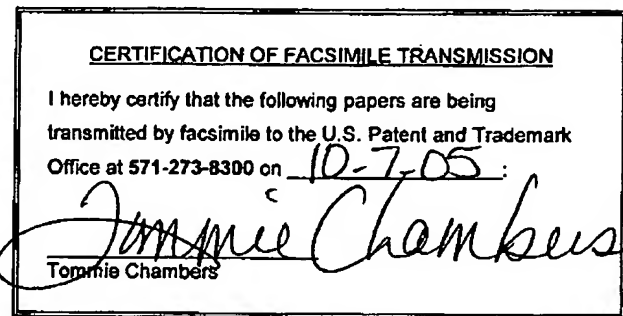 CERTIFICATION OF FACSIMILE TRANSMISSION
I hereby certify that the following papers are being
transmitted by facsimile to the U.S. Patent and Trademark
Office at 571-273-8300 on 10-7-05 :
Tommie Chambers
Tommie Chambers